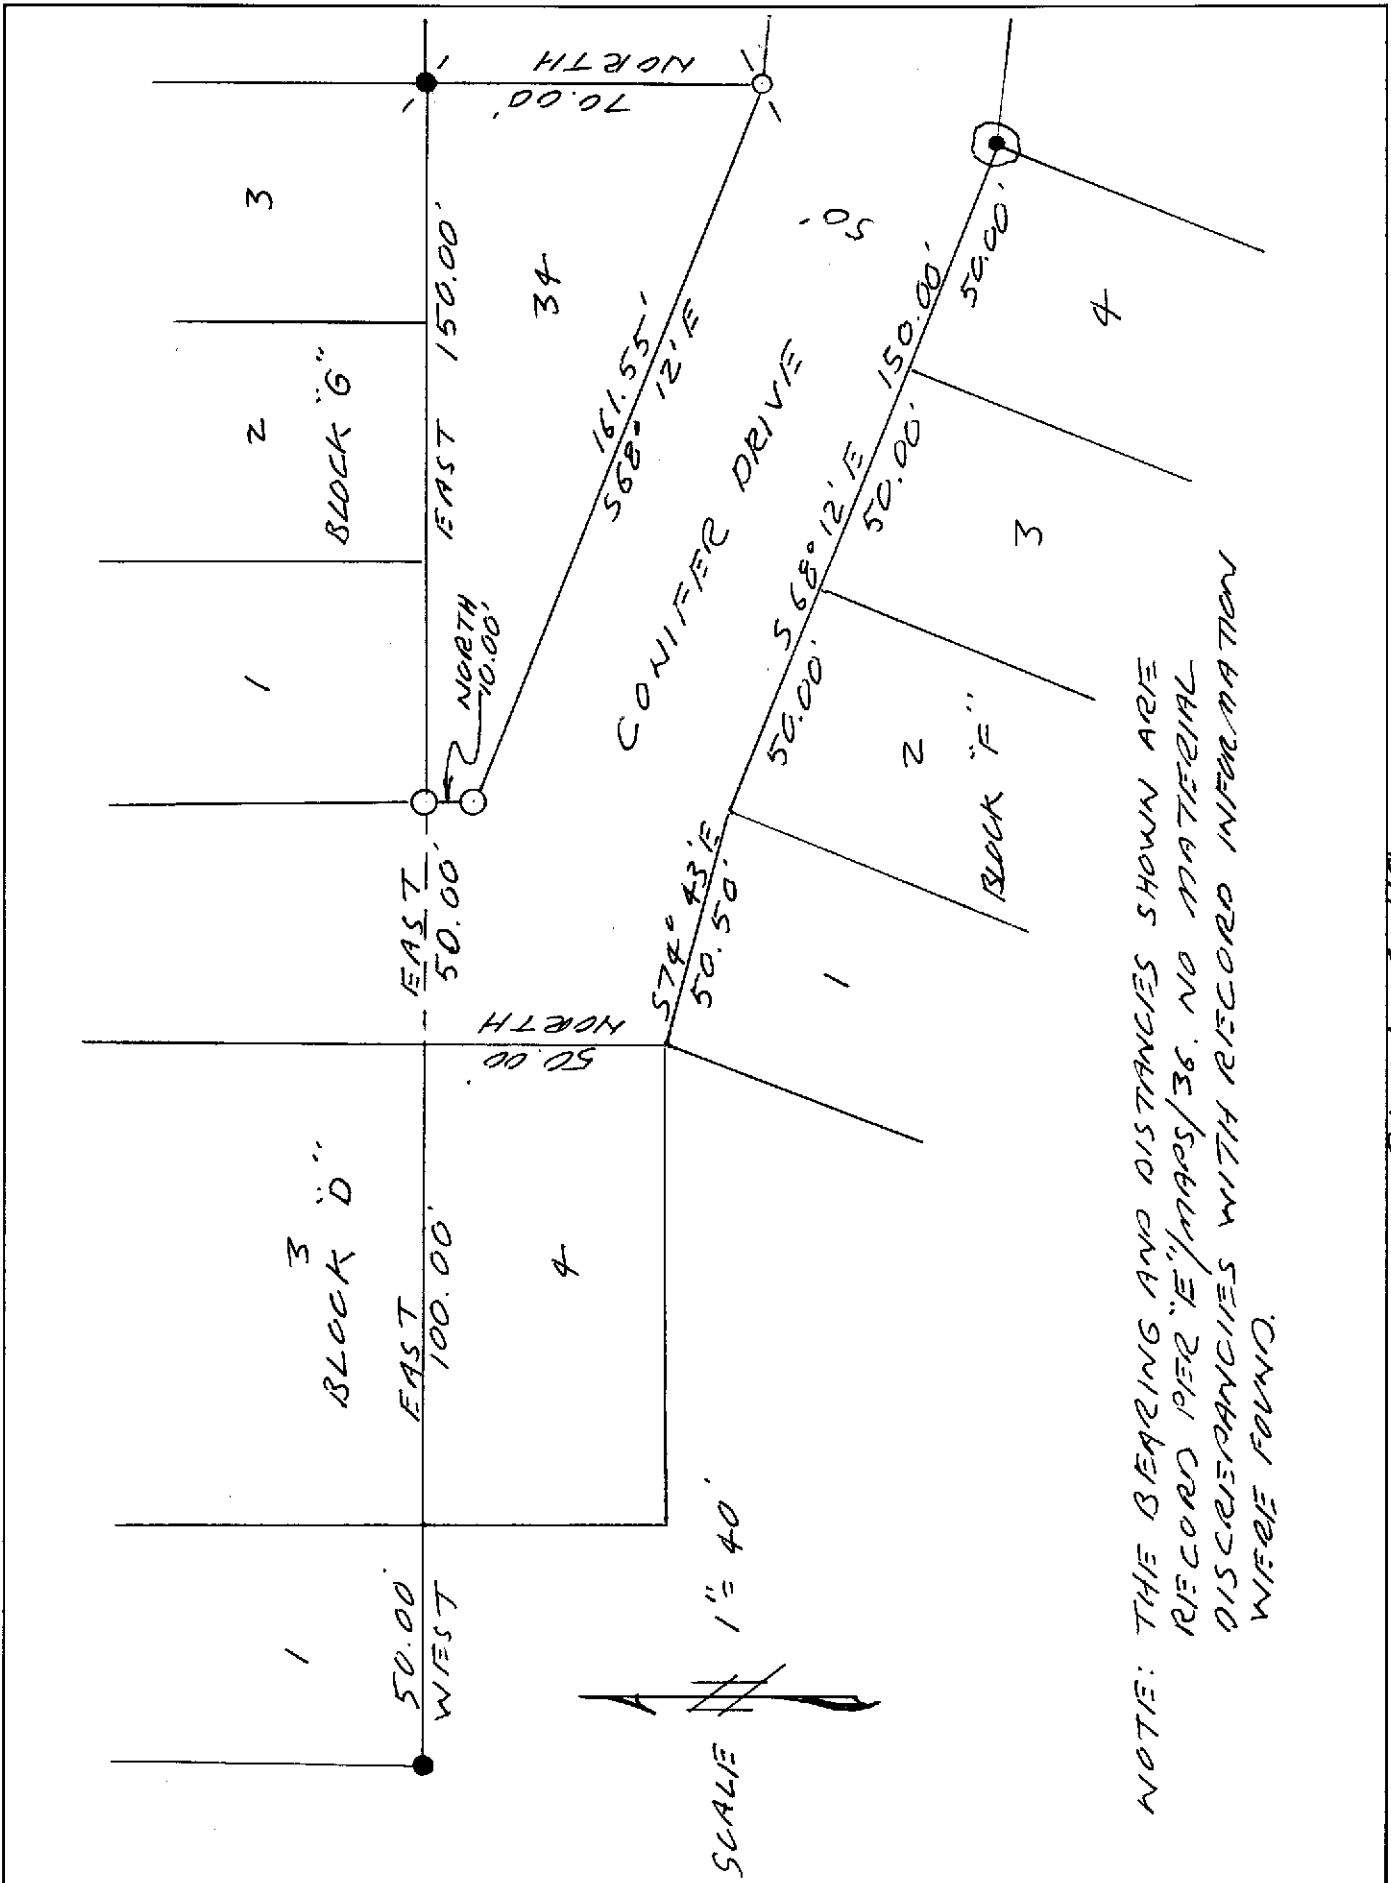 1
50.00'
WEST
3
BLOCK "D"
EAST
100.00'
4
EAST
50.00'
NORTH
50.00
1
2
3
BLOCK "G"
NORTH
10.00'
EAST 150.00'
34
NORTH
70.00'
161.55'
S68° 12' E
CONIFER DRIVE
50'
S74° 43' E
50.50'
S 68° 12' E 150.00'
50.00'
50.00'
50.00'
1
2
3
4
BLOCK "F"
SCALE 1"= 40'
NOTE: THE BEARING AND DISTANCES SHOWN ARE
RECORD PER "E"/MAPS/36. NO MATERIAL
DISCREPANCIES WITH RECORD INFORMATION
WERE FOUND.